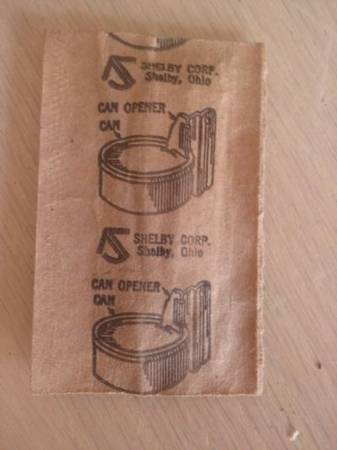 SHELBY CORP.
Shelby, Ohio
CAN OPENER
CAN
SHELBY CORP.
Shelby, Ohio
CAN OPENER
CAN